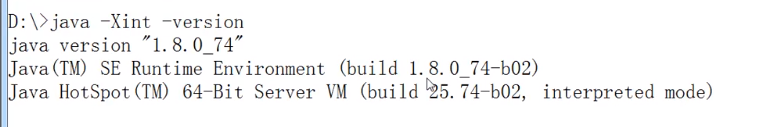 D:\>java -Xint -version
java version "1.8.0_74"
Java(TM) SE Runtime Environment (build 1.8.0_74-b02)
Java HotSpot(TM) 64-Bit Server VM (build 25.74-b02, interpreted mode)